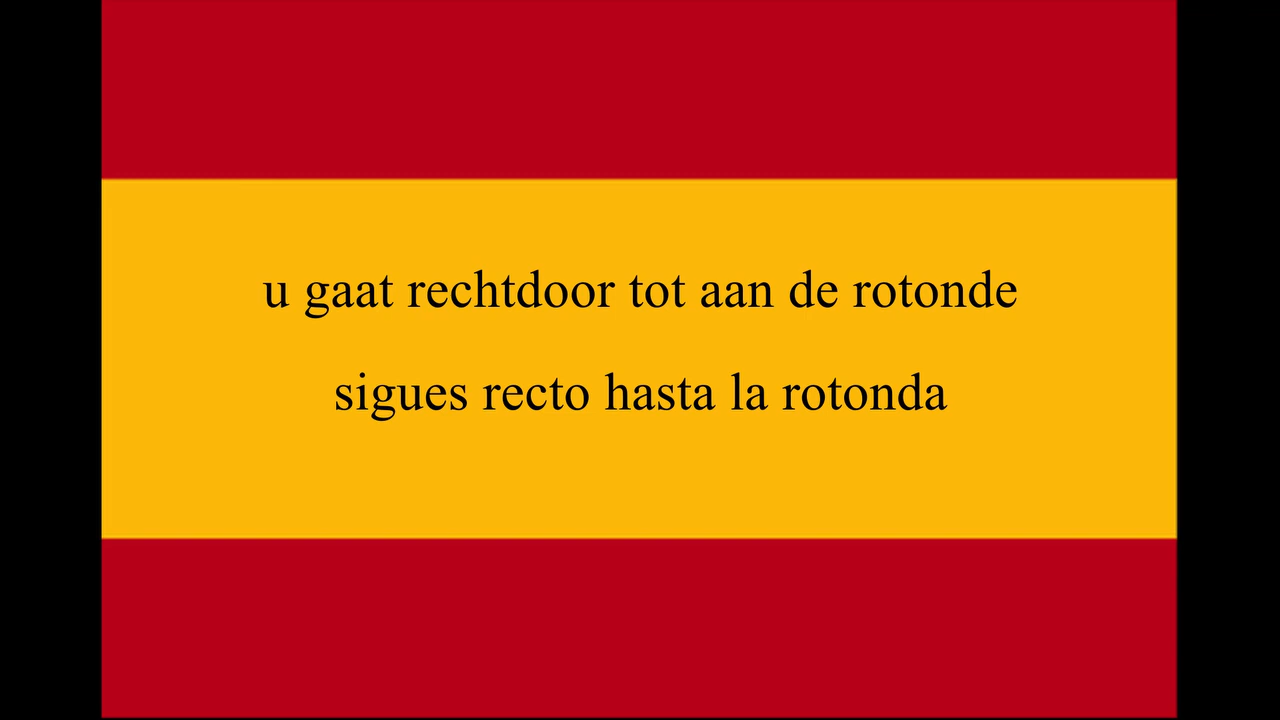 u gaat rechtdoor tot aan de rotonde
sigues recto hasta la rotonda